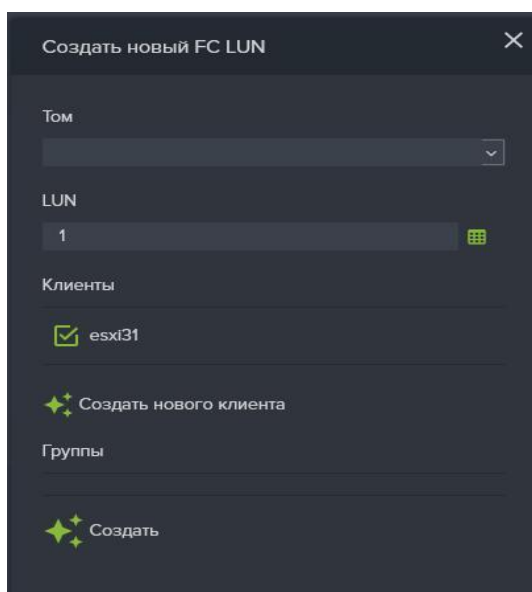 Создать новый FC LUN
Том
LUN
1
Клиенты
esxi31
Создать нового клиента
Группы
Создать